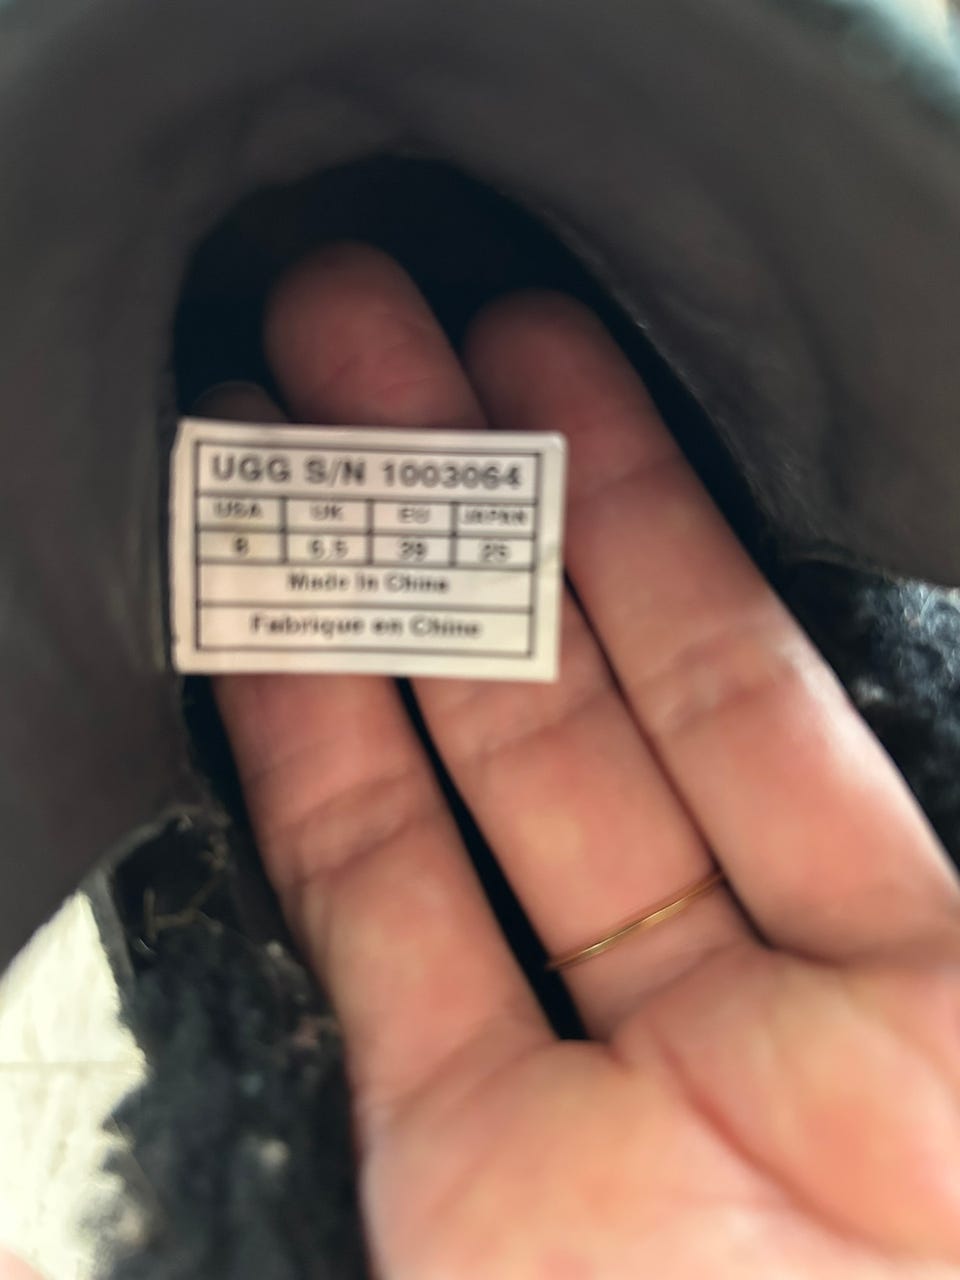 UGG S/N 1003064
USA UK EU JAPAN
8 6.5 39 25
Made in China
Fabrique en Chine